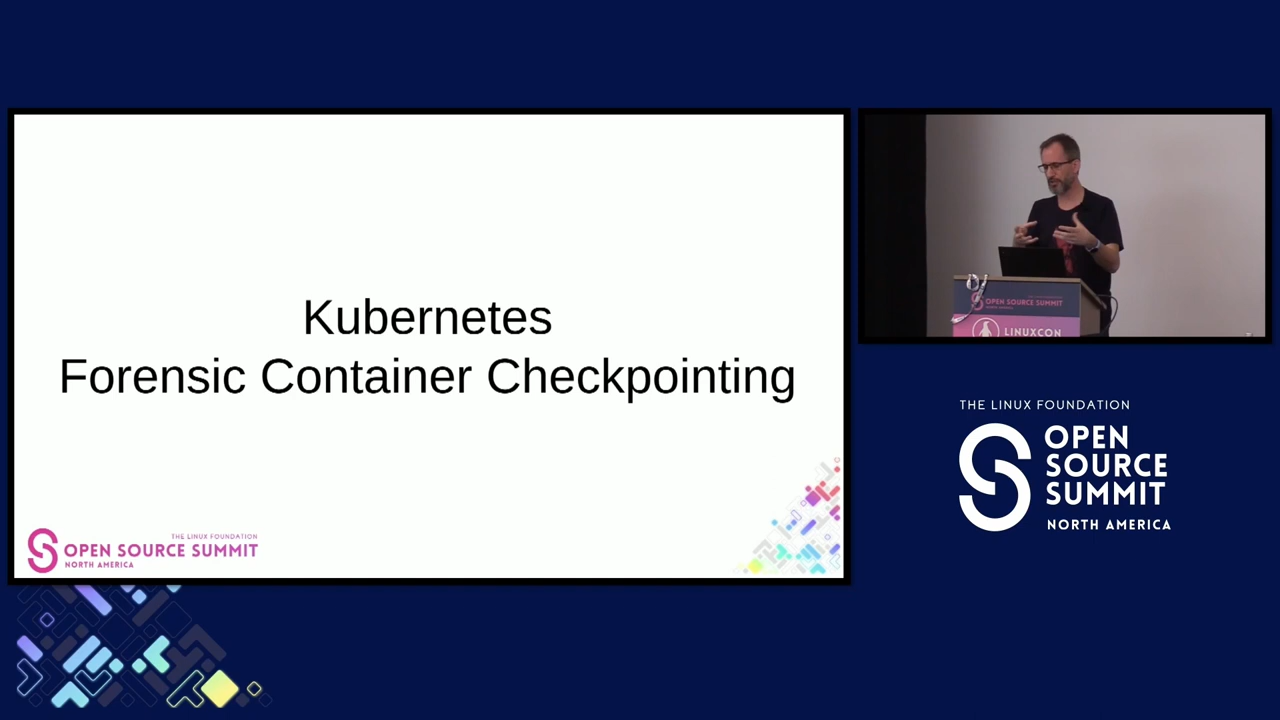 Kubernetes
Forensic Container Checkpointing
THE LINUX FOUNDATION
OPEN SOURCE SUMMIT
NORTH AMERICA
OPEN SOURCE SUMMIT
LINUXCON
THE LINUX FOUNDATION
OPEN
SOURCE
SUMMIT
NORTH AMERICA